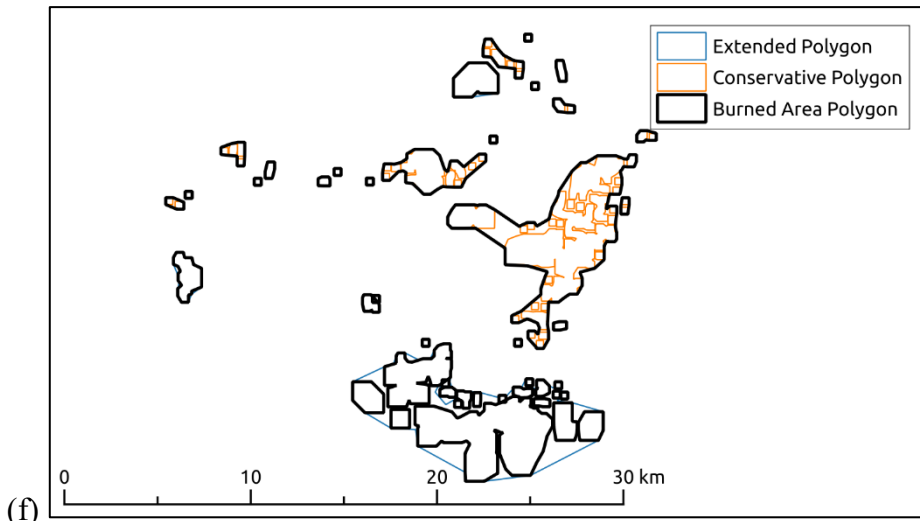 Extended Polygon
Conservative Polygon
Burned Area Polygon
0 10 20 30 km
(f)